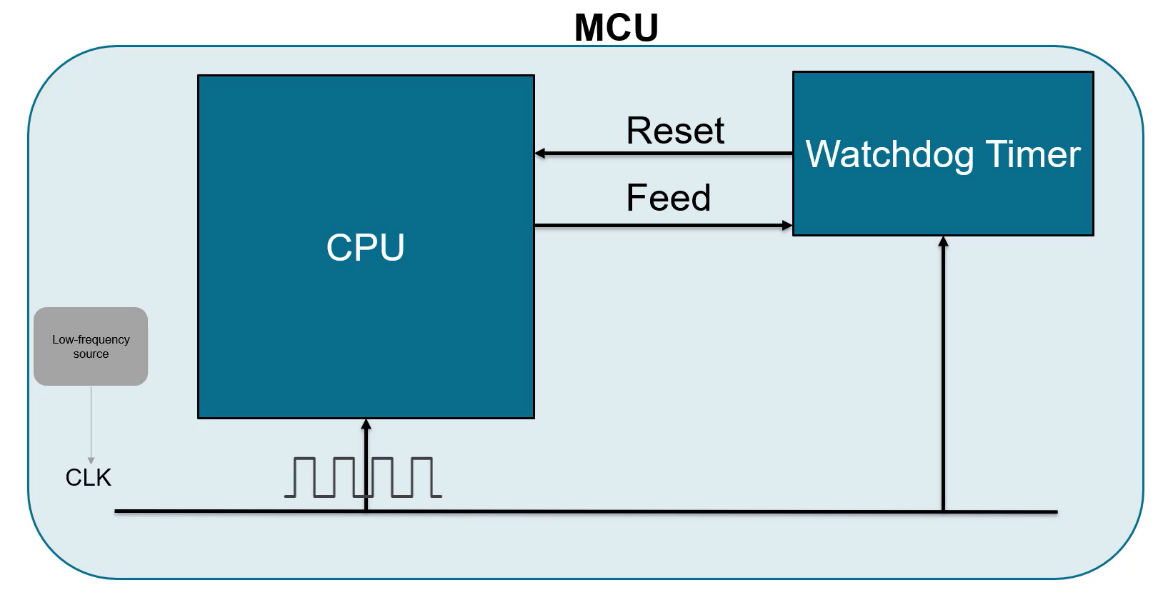 MCU
Reset
Watchdog Timer
Feed
CPU
Low-frequency
source
CLK